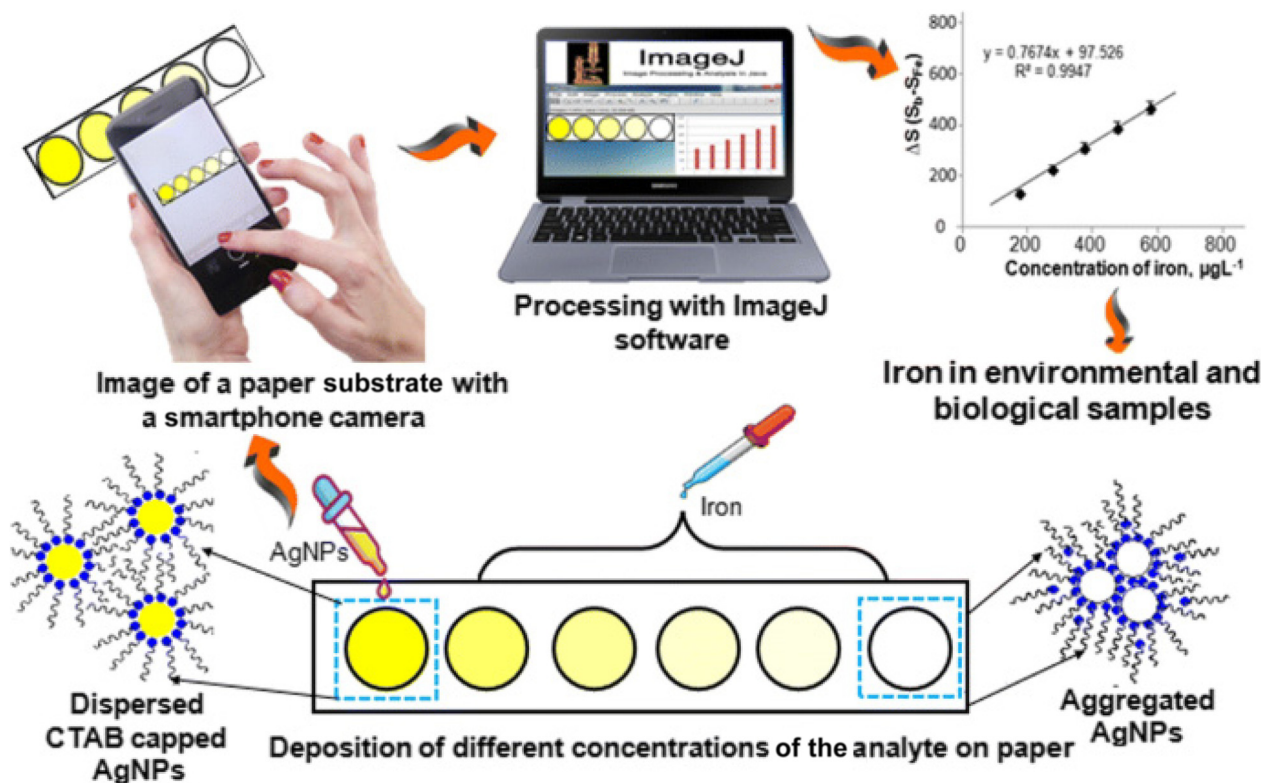 ImageJ
Image Processing & Analysis in Java
SAMSUNG
Processing with ImageJ
software
ΔS (Sb-SFe)
800
600
400
200
0
y = 0.7674x + 97.526
R² = 0.9947
0 200 400 600 800
Concentration of iron, µgL-1
Image of a paper substrate with
a smartphone camera
Iron in environmental and
biological samples
AgNPs
Iron
Dispersed
CTAB capped
AgNPs
Deposition of different concentrations of the analyte on paper
Aggregated
AgNPs